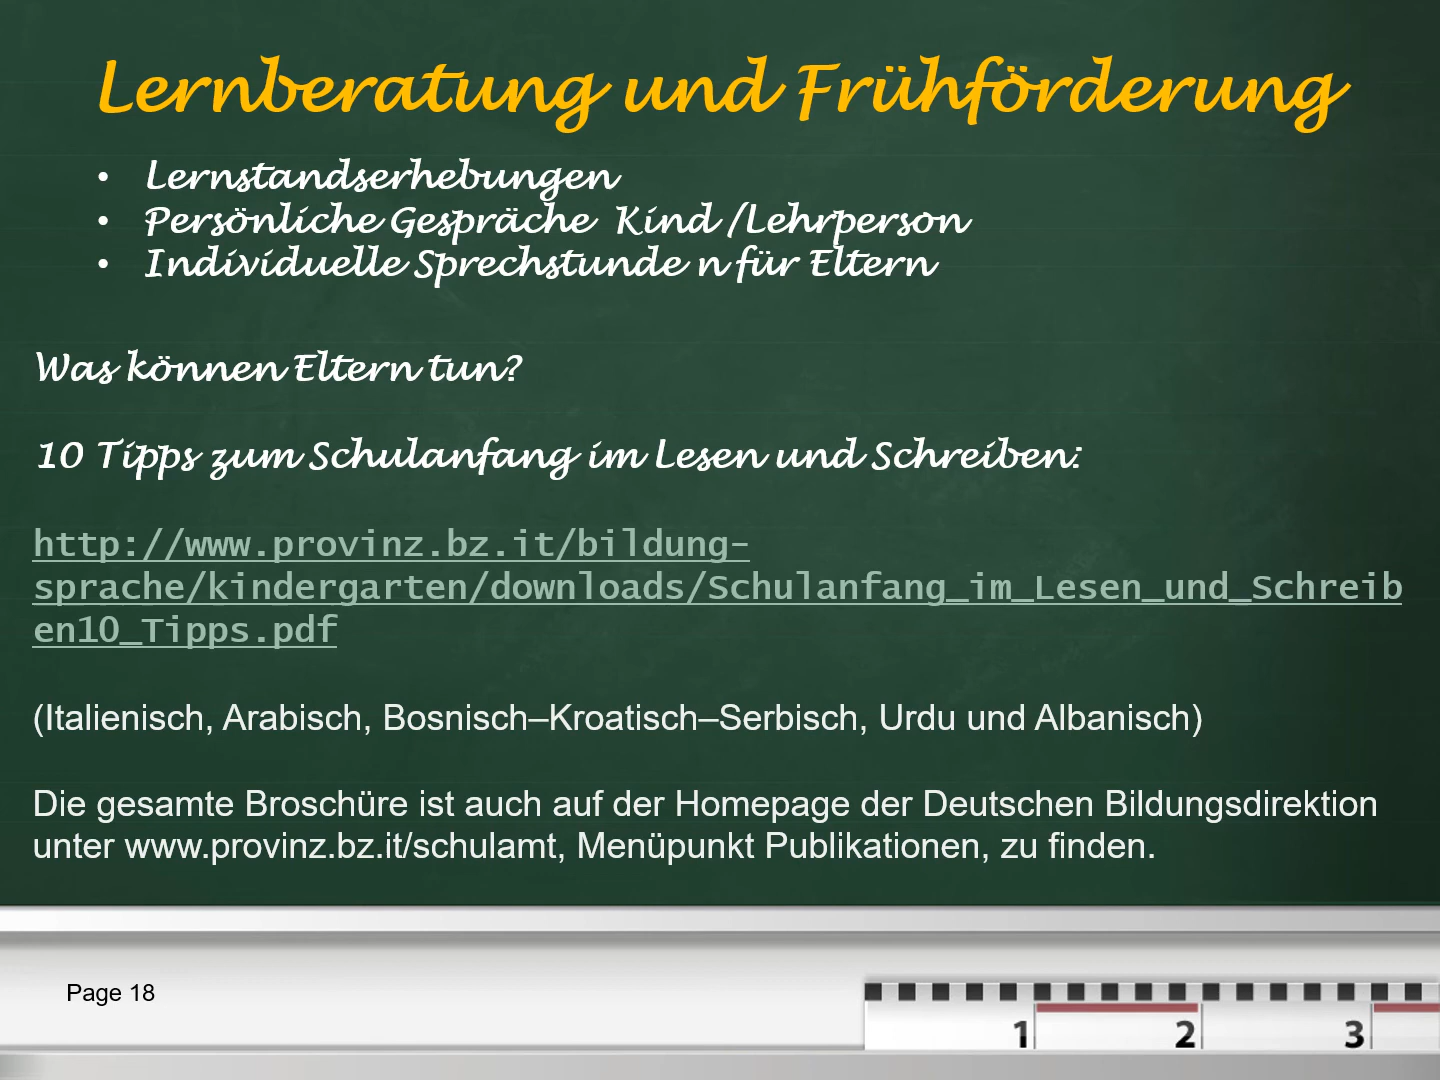 Lernberatung und Frühförderung
• Lernstandserhebungen
• Persönliche Gespräche  Kind /Lehrperson
• Individuelle Sprechstunde n für Eltern
Was können Eltern tun?
10 Tipps zum Schulanfang im Lesen und Schreiben:
http://www.provinz.bz.it/bildung-
sprache/kindergarten/downloads/Schulanfang_im_Lesen_und_Schreib
en10_Tipps.pdf
(Italienisch, Arabisch, Bosnisch–Kroatisch–Serbisch, Urdu und Albanisch)
Die gesamte Broschüre ist auch auf der Homepage der Deutschen Bildungsdirektion
unter www.provinz.bz.it/schulamt, Menüpunkt Publikationen, zu finden.
Page 18
1 2 3